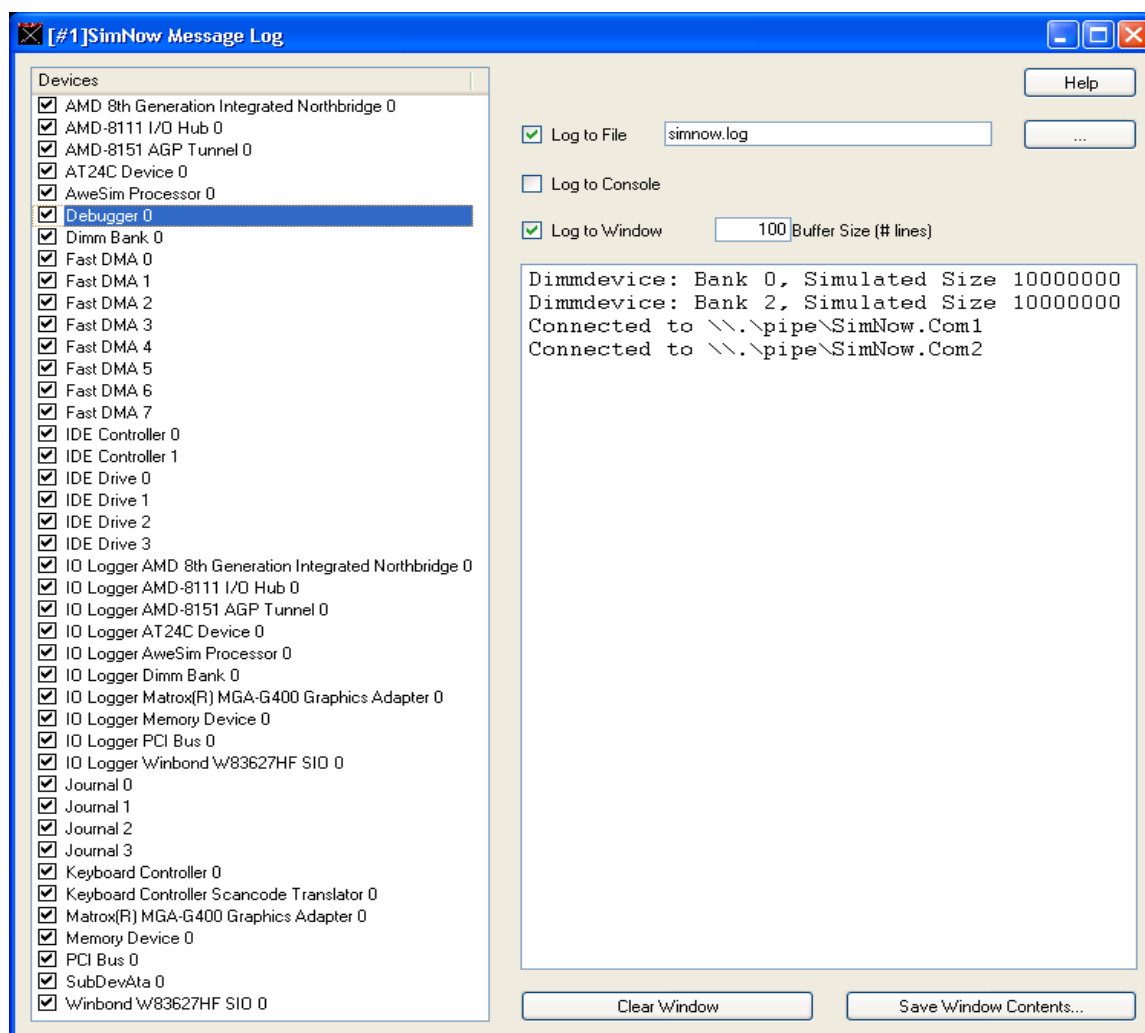 [#1]SimNow Message Log
Devices
AMD 8th Generation Integrated Northbridge 0
AMD-8111 I/O Hub 0
AMD-8151 AGP Tunnel 0
AT24C Device 0
AweSim Processor 0
Debugger 0
Dimm Bank 0
Fast DMA 0
Fast DMA 1
Fast DMA 2
Fast DMA 3
Fast DMA 4
Fast DMA 5
Fast DMA 6
Fast DMA 7
IDE Controller 0
IDE Controller 1
IDE Drive 0
IDE Drive 1
IDE Drive 2
IDE Drive 3
IO Logger AMD 8th Generation Integrated Northbridge 0
IO Logger AMD-8111 I/O Hub 0
IO Logger AMD-8151 AGP Tunnel 0
IO Logger AT24C Device 0
IO Logger AweSim Processor 0
IO Logger Dimm Bank 0
IO Logger Matrox(R) MGA-G400 Graphics Adapter 0
IO Logger Memory Device 0
IO Logger PCI Bus 0
IO Logger Winbond W83627HF SIO 0
Journal 0
Journal 1
Journal 2
Journal 3
Keyboard Controller 0
Keyboard Controller Scancode Translator 0
Matrox(R) MGA-G400 Graphics Adapter 0
Memory Device 0
PCI Bus 0
SubDevAta 0
Winbond W83627HF SIO 0
Help
Log to File simnow.log ...
Log to Console
Log to Window 100 Buffer Size (# lines)
Dimmdevice: Bank 0, Simulated Size 10000000
Dimmdevice: Bank 2, Simulated Size 10000000
Connected to \\.\pipe\SimNow.Com1
Connected to \\.\pipe\SimNow.Com2
Clear Window Save Window Contents...